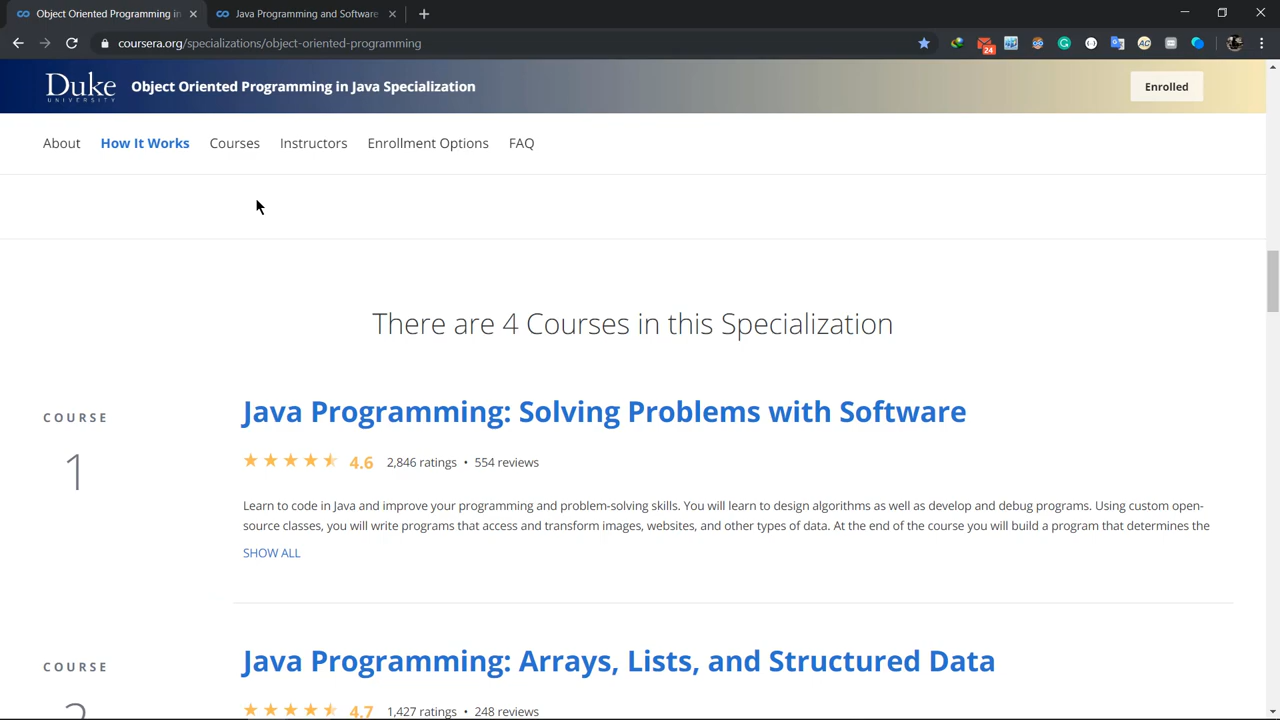 Object Oriented Programming in
Java Programming and Software
coursera.org/specializations/object-oriented-programming
24
Duke
UNIVERSITY
Object Oriented Programming in Java Specialization
Enrolled
About
How It Works
Courses
Instructors
Enrollment Options
FAQ
There are 4 Courses in this Specialization
COURSE
1
Java Programming: Solving Problems with Software
4.6 2,846 ratings • 554 reviews
Learn to code in Java and improve your programming and problem-solving skills. You will learn to design algorithms as well as develop and debug programs. Using custom open-
source classes, you will write programs that access and transform images, websites, and other types of data. At the end of the course you will build a program that determines the
SHOW ALL
COURSE
2
Java Programming: Arrays, Lists, and Structured Data
4.7 1,427 ratings • 248 reviews